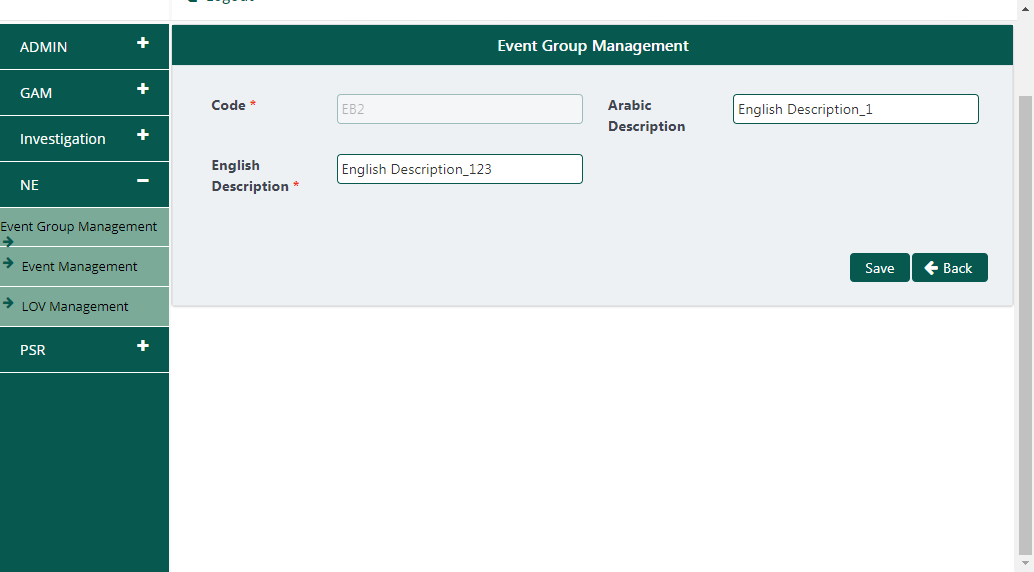 Logout
ADMIN
GAM
Investigation
NE
Event Group Management
Event Management
LOV Management
PSR
Event Group Management
Code *
EB2
Arabic
Description
English Description_1
English
Description *
English Description_123
Save
Back